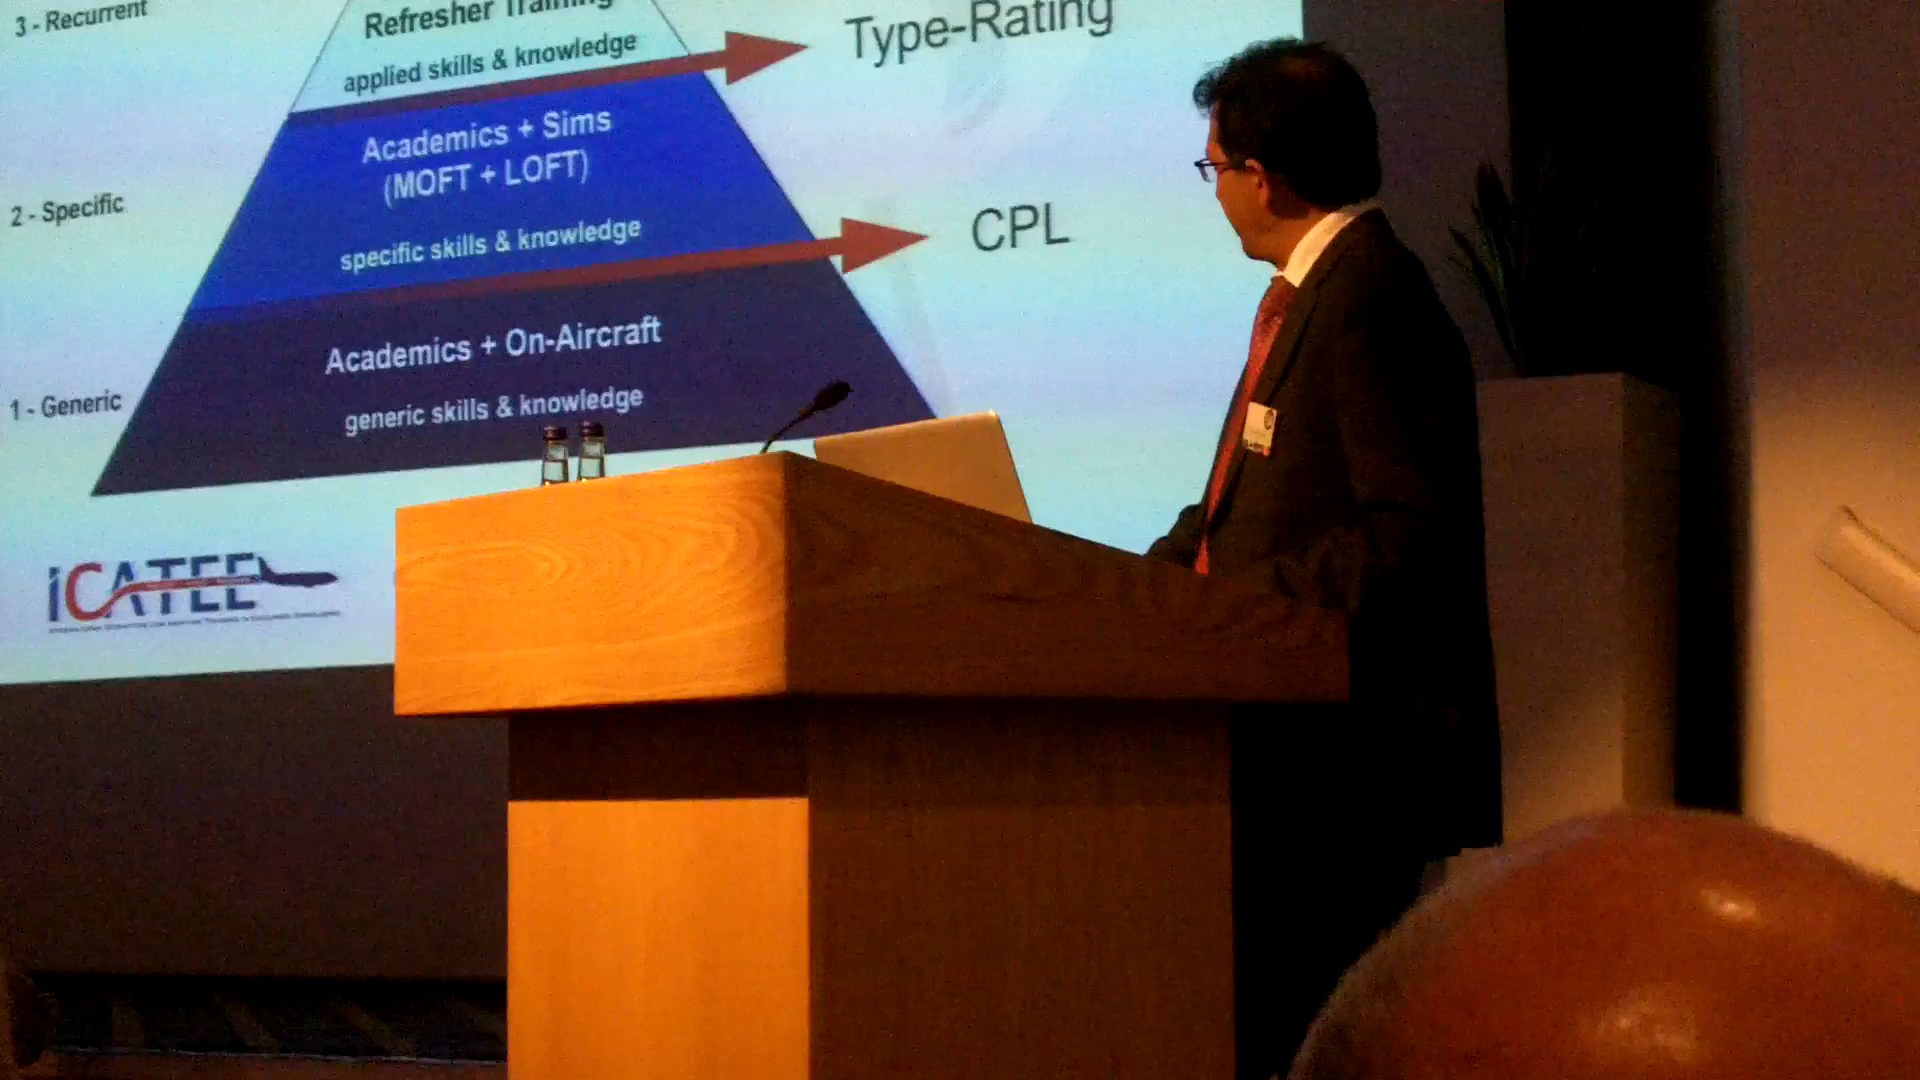 3 - Recurrent
Refresher Training
applied skills & knowledge
Type-Rating
Academics + Sims
(MOFT + LOFT)
2 - Specific
specific skills & knowledge
CPL
Academics + On-Aircraft
1 - Generic
generic skills & knowledge
ICATEE